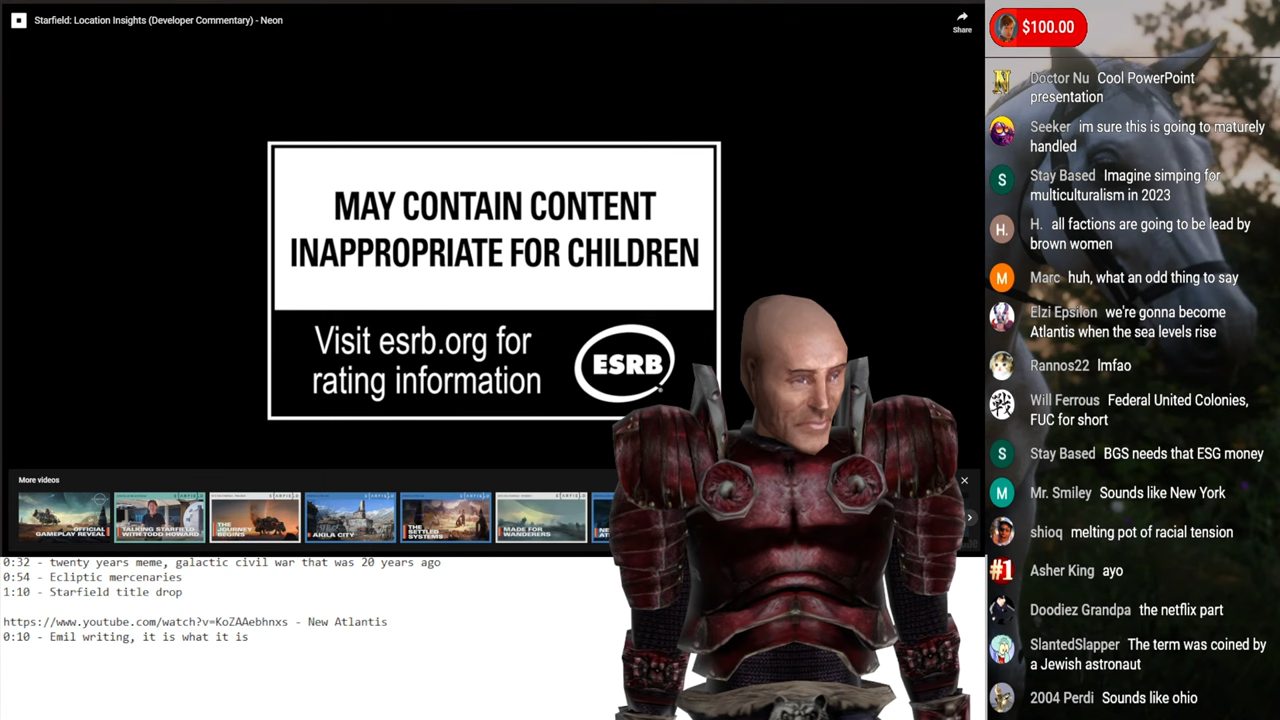 Starfield: Location Insights (Developer Commentary) - Neon
Share
MAY CONTAIN CONTENT
INAPPROPRIATE FOR CHILDREN
Visit esrb.org for
rating information
ESRB
More videos
OFFICIAL
GAMEPLAY REVEAL
TALKING STARFIELD
WITH TODD HOWARD
THE
JOURNEY
BEGINS
AKILA CITY
THE
SETTLED
SYSTEMS
MADE FOR
WANDERERS
0:32 - twenty years meme, galactic civil war that was 20 years ago
0:54 - Ecliptic mercenaries
1:10 - Starfield title drop
https://www.youtube.com/watch?v=KoZAAebhnxs - New Atlantis
0:10 - Emil writing, it is what it is
$100.00
Doctor Nu Cool PowerPoint
presentation
Seeker im sure this is going to maturely
handled
S
Stay Based Imagine simping for
multiculturalism in 2023
H.
H. all factions are going to be lead by
brown women
M
Marc huh, what an odd thing to say
Elzi Epsilon we're gonna become
Atlantis when the sea levels rise
Rannos22 lmfao
Will Ferrous Federal United Colonies,
FUC for short
S
Stay Based BGS needs that ESG money
M
Mr. Smiley Sounds like New York
shioq melting pot of racial tension
#1
Asher King ayo
Doodiez Grandpa the netflix part
SlantedSlapper The term was coined by
a Jewish astronaut
2004 Perdi Sounds like ohio